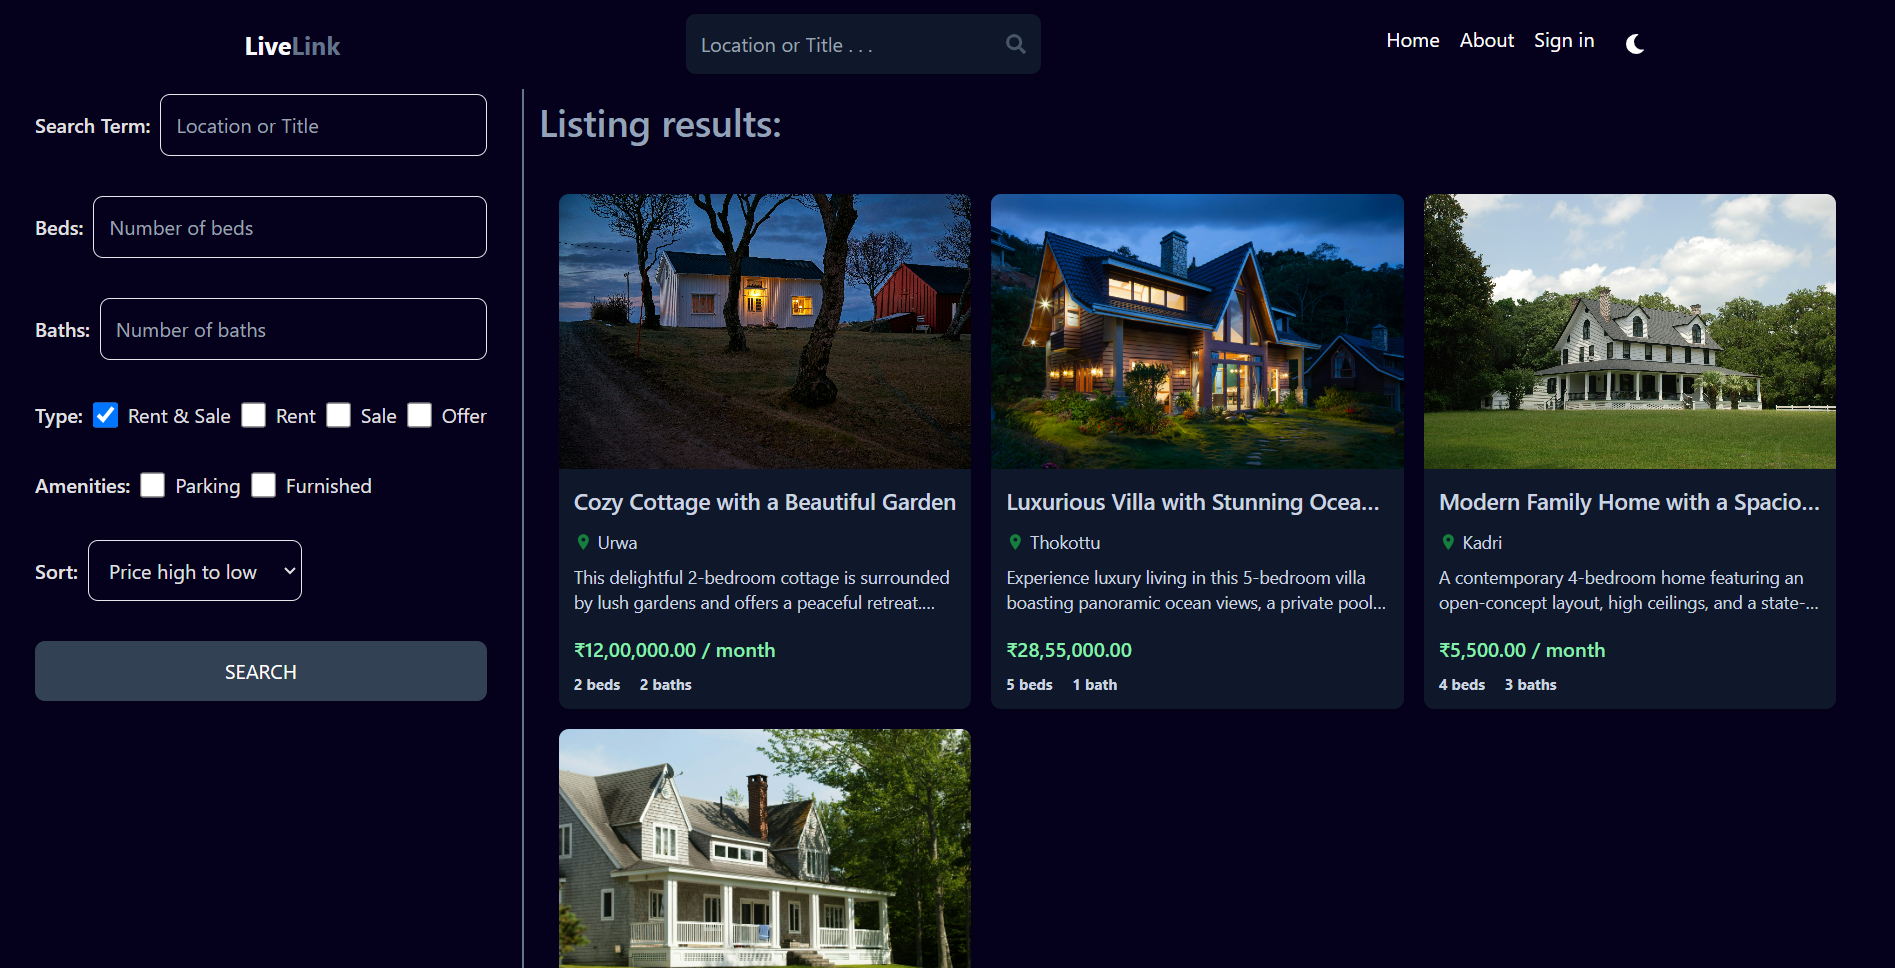 LiveLink
Location or Title . . .
Home About Sign in
Search Term: Location or Title
Beds: Number of beds
Baths: Number of baths
Type: Rent & Sale Rent Sale Offer
Amenities: Parking Furnished
Sort: Price high to low
SEARCH
Listing results:
Cozy Cottage with a Beautiful Garden
Urwa
This delightful 2-bedroom cottage is surrounded
by lush gardens and offers a peaceful retreat....
₹12,00,000.00 / month
2 beds 2 baths
Luxurious Villa with Stunning Ocea...
Thokottu
Experience luxury living in this 5-bedroom villa
boasting panoramic ocean views, a private pool...
₹28,55,000.00
5 beds 1 bath
Modern Family Home with a Spacio...
Kadri
A contemporary 4-bedroom home featuring an
open-concept layout, high ceilings, and a state-...
₹5,500.00 / month
4 beds 3 baths